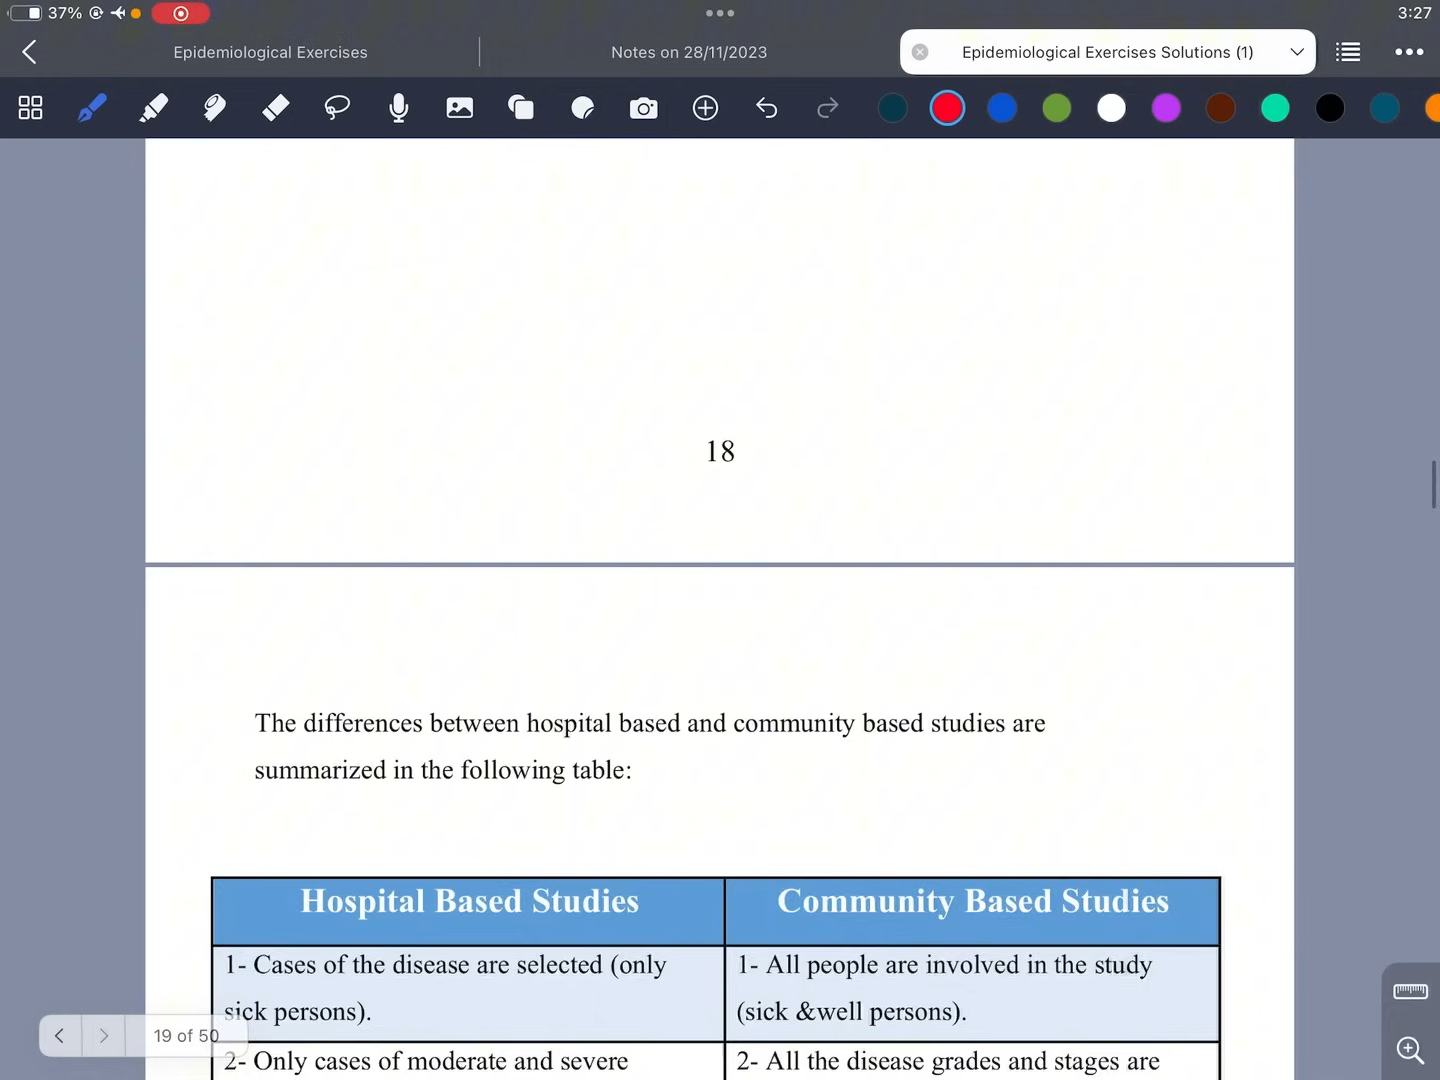 37%
3:27
Epidemiological Exercises
Notes on 28/11/2023
Epidemiological Exercises Solutions (1)
18
The differences between hospital based and community based studies are
summarized in the following table:
Hospital Based Studies
Community Based Studies
1- Cases of the disease are selected (only
sick persons).
1- All people are involved in the study
(sick &well persons).
2- Only cases of moderate and severe
2- All the disease grades and stages are
19 of 50